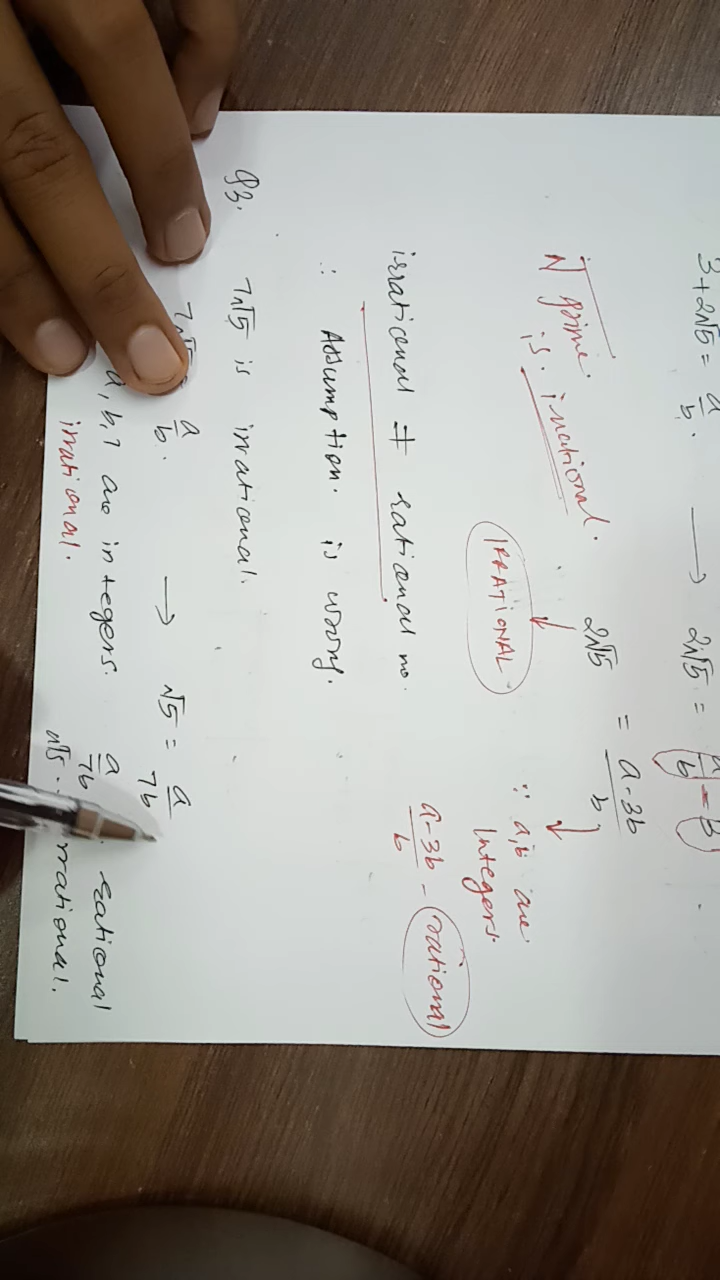 3+2√5 = a/b. → 2√5 = a/b - 3
2√5 = a-3b/b,
√prime.
is. irrational.
IRRATIONAL.
∵ a, b are
Integers.
a-3b/b - rational
irrational ≠ rational no.
∴ Assumption. is wrong.
Q3. 7√5 is irrational.
7√5 = a/b. → √5 = a/7b
a, b, 7 are integers. a/7b rational
irrational. √5 irrational.